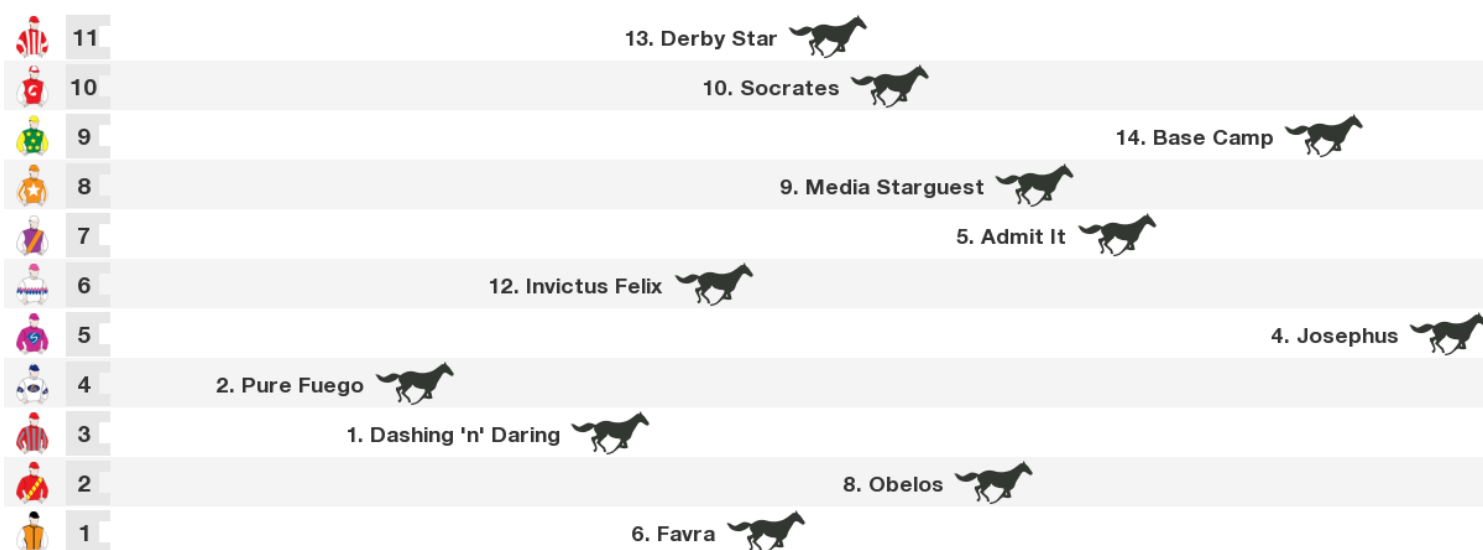 11 13. Derby Star
10 10. Socrates
9 14. Base Camp
8 9. Media Starguest
7 5. Admit It
6 12. Invictus Felix
5 4. Josephus
4 2. Pure Fuego
3 1. Dashing 'n' Daring
2 8. Obelos
1 6. Favra